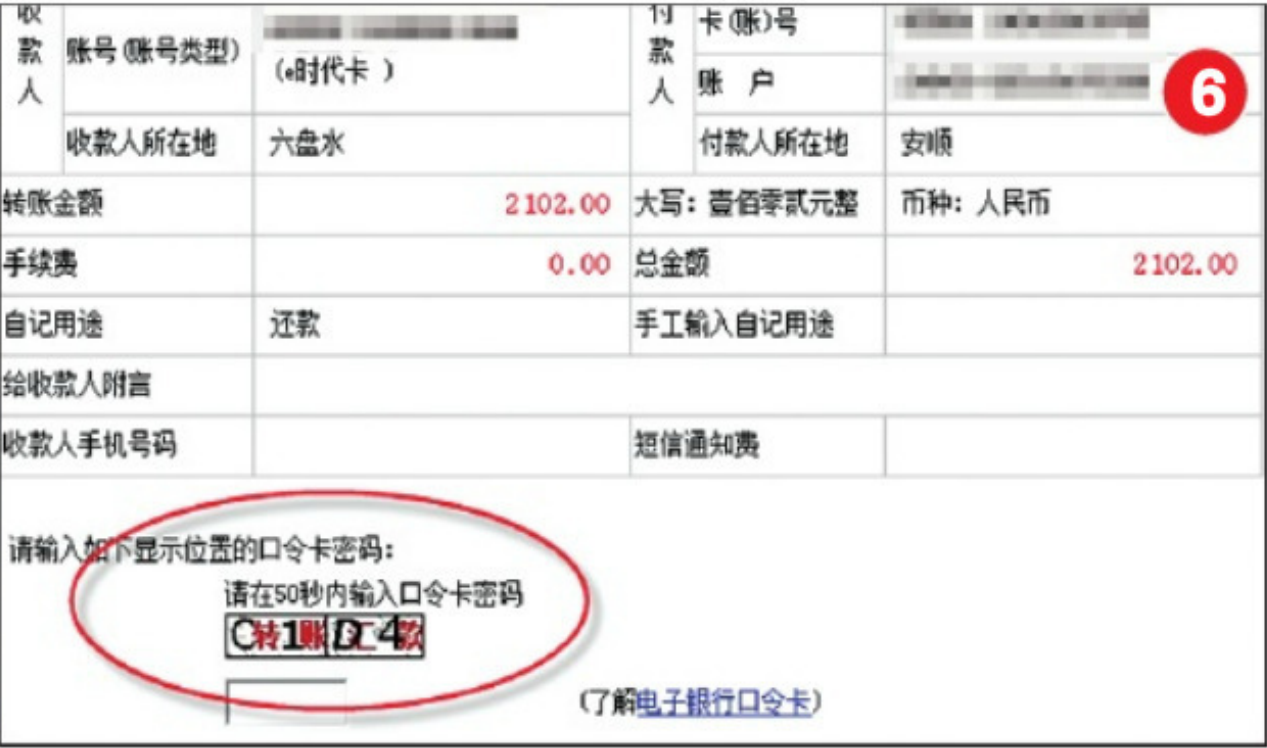 收款人
付款人
卡(账)号
账号(账号类型)
(e时代卡 )
账 户
6
收款人所在地 六盘水 付款人所在地 安顺
转账金额 2102.00 大写:壹佰零贰元整 币种:人民币
手续费 0.00 总金额 2102.00
自记用途 还款 手工输入自记用途
给收款人附言
收款人手机号码 短信通知费
请输入如下显示位置的口令卡密码:
请在50秒内输入口令卡密码
C转1账D汇4款
(了解电子银行口令卡)